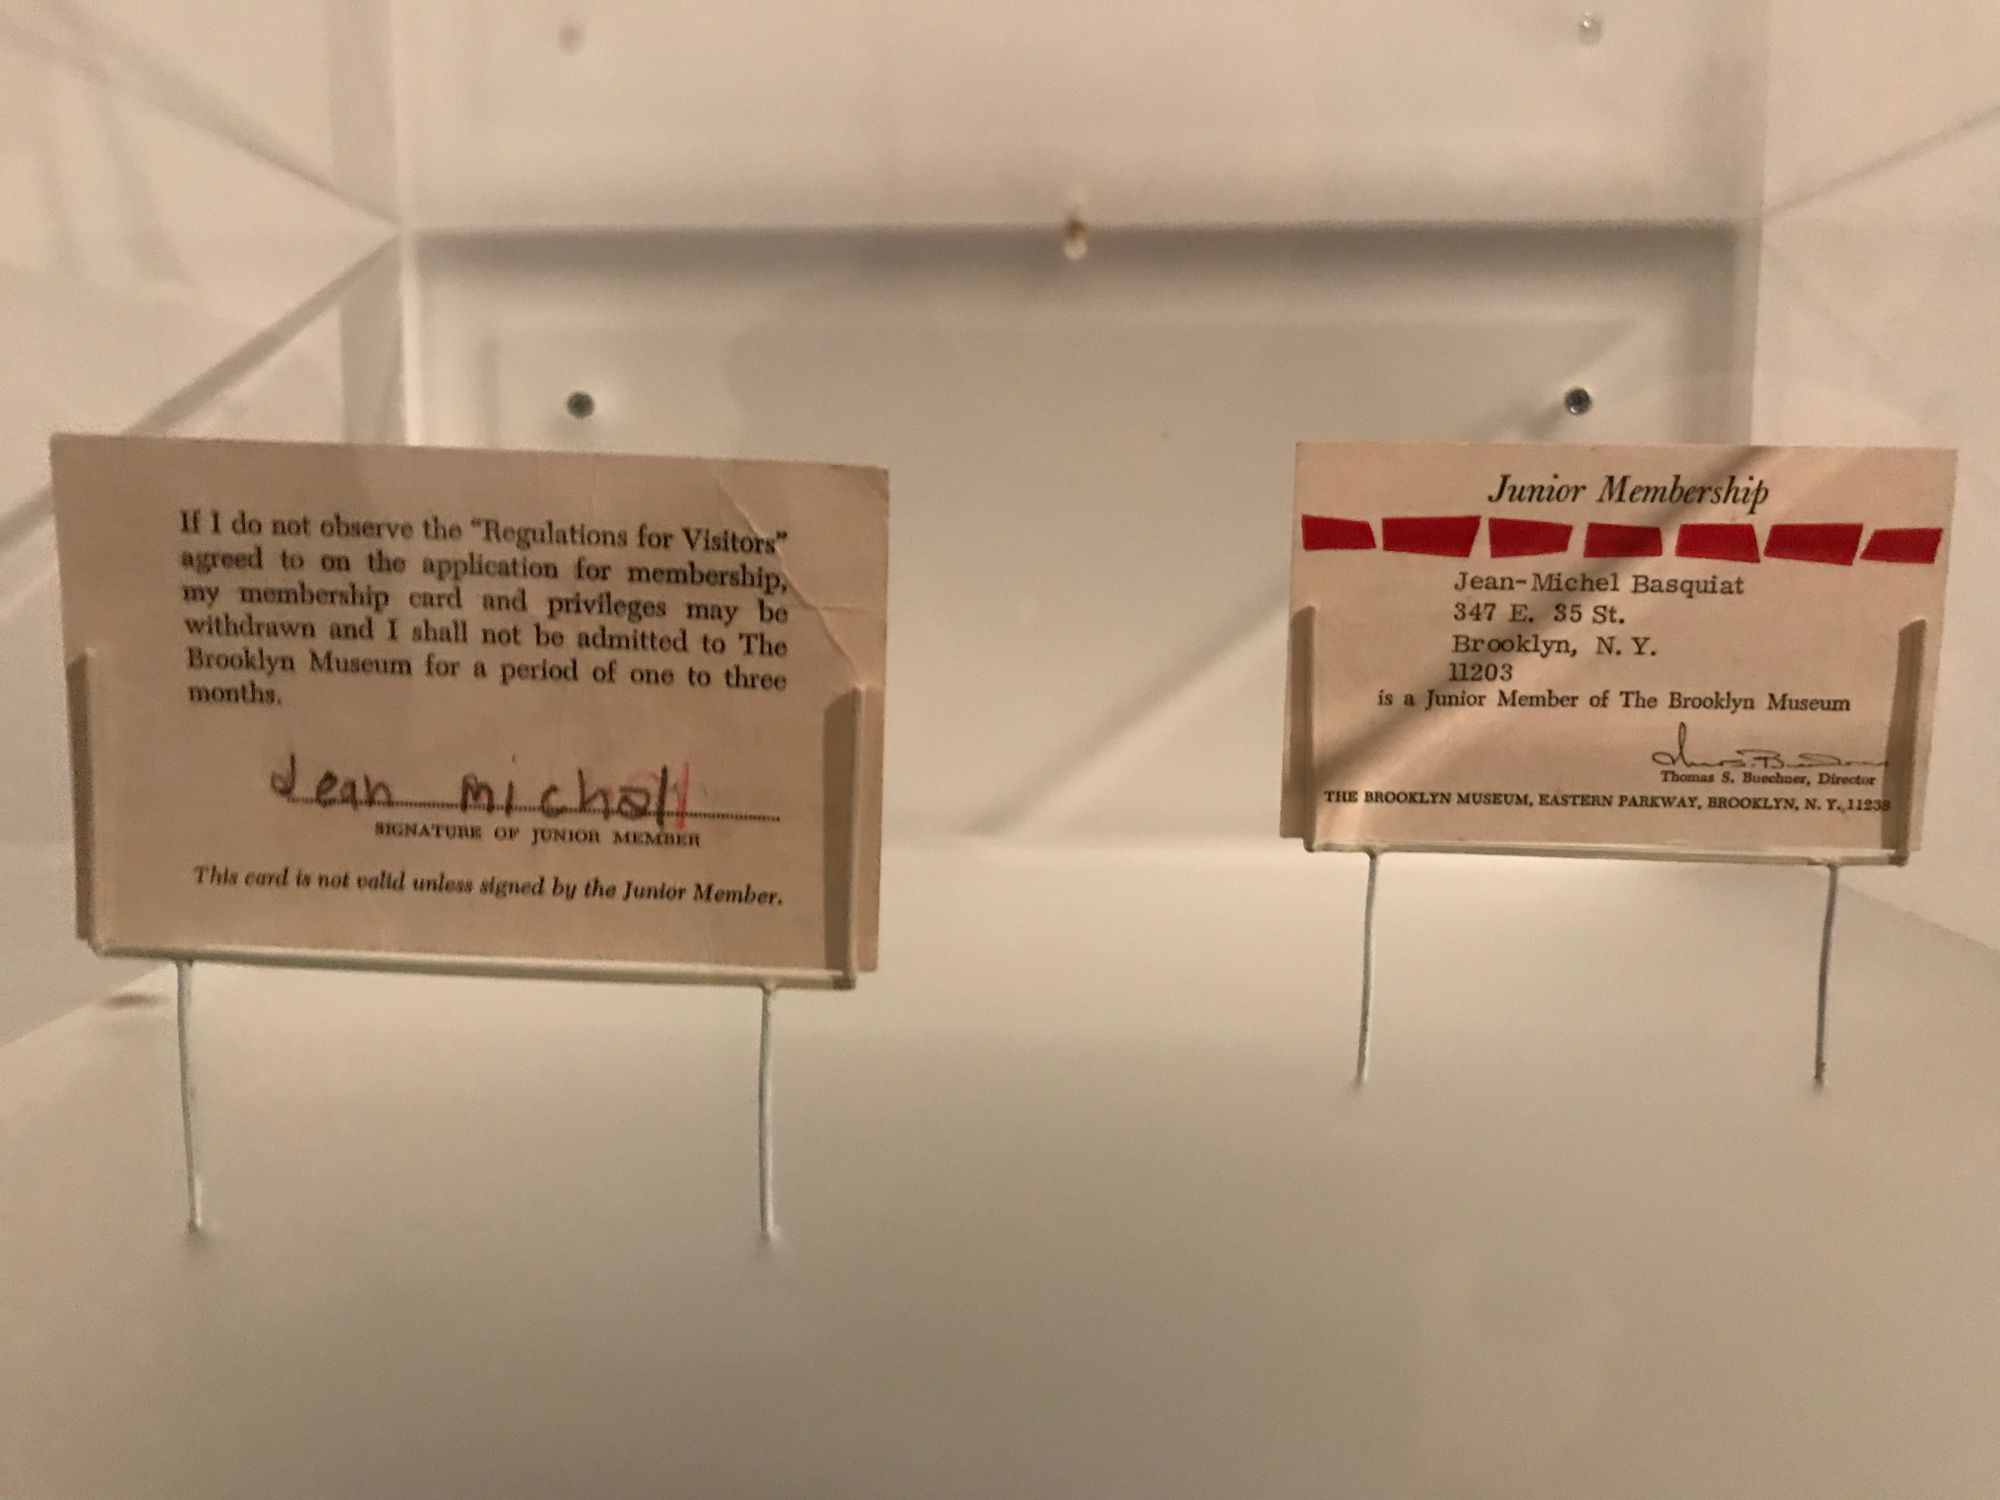 If I do not observe the "Regulations for Visitors"
agreed to on the application for membership,
my membership card and privileges may be
withdrawn and I shall not be admitted to The
Brooklyn Museum for a period of one to three
months.
Jean Michel
SIGNATURE OF JUNIOR MEMBER
This card is not valid unless signed by the Junior Member.
Junior Membership
Jean-Michel Basquiat
347 E. 35 St.
Brooklyn, N. Y.
11203
is a Junior Member of The Brooklyn Museum
Thomas S. Buechner, Director
THE BROOKLYN MUSEUM, EASTERN PARKWAY, BROOKLYN, N. Y., 11238